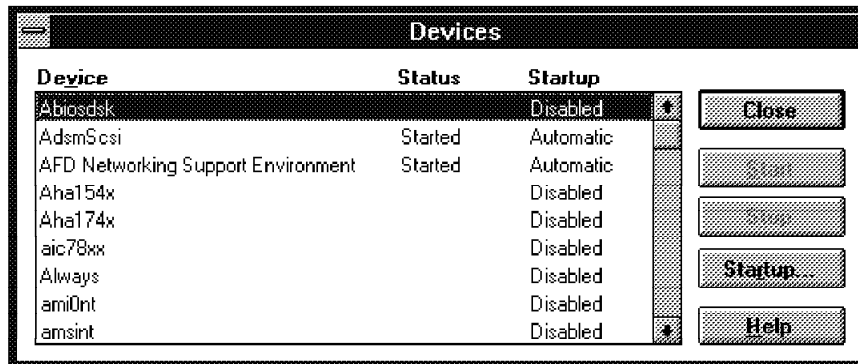 Devices
Device Status Startup
Abiosdsk Disabled
AdsmScsi Started Automatic
AFD Networking Support Environment Started Automatic
Aha154x Disabled
Aha174x Disabled
aic78xx Disabled
Always Disabled
ami0nt Disabled
amsint Disabled
Close
Start
Stop
Startup...
Help